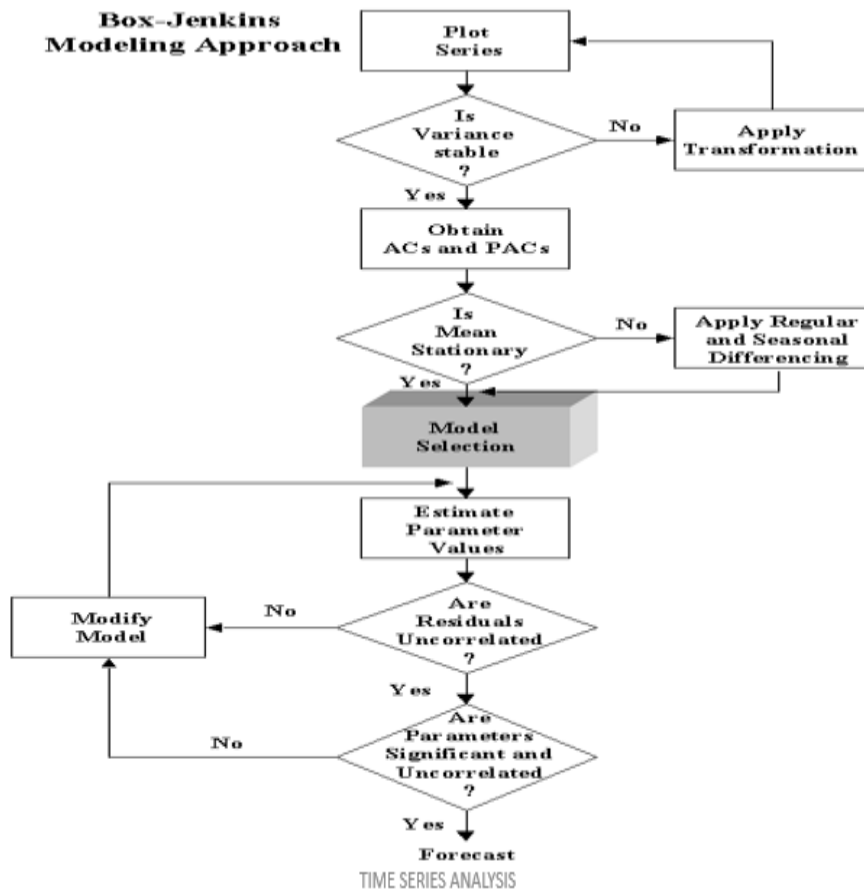 Box-Jenkins
Modeling Approach
Plot
Series
Is
Variance
stable
?
No
Apply
Transformation
Yes
Obtain
ACs and PACs
Is
Mean
Stationary
?
No
Apply Regular
and Seasonal
Differencing
Yes
Model
Selection
Estimate
Parameter
Values
Are
Residuals
Uncorrelated
?
No
Modify
Model
Yes
Are
Parameters
Significant and
Uncorrelated
?
No
Yes
Forecast
TIME SERIES ANALYSIS